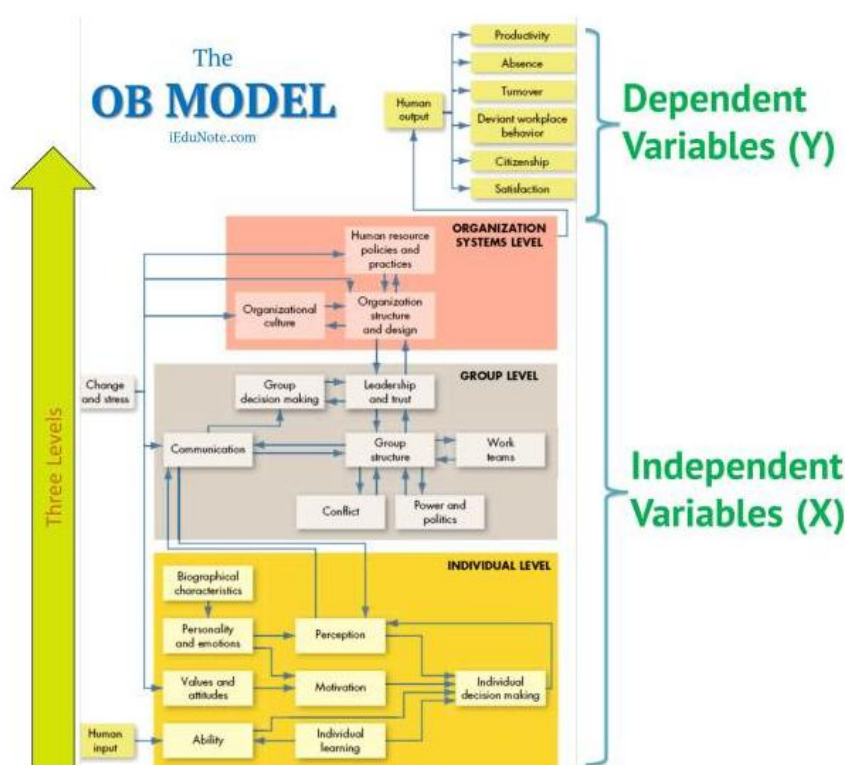 The
OB MODEL
iEduNote.com
Human
output
Productivity
Absence
Turnover
Deviant workplace
behavior
Citizenship
Satisfaction
Dependent
Variables (Y)
ORGANIZATION
SYSTEMS LEVEL
Human resource
policies and
practices
Organizational
culture
Organization
structure
and design
GROUP LEVEL
Change
and stress
Group
decision making
Leadership
and trust
Communication
Group
structure
Work
teams
Conflict
Power and
politics
Independent
Variables (X)
Three Levels
INDIVIDUAL LEVEL
Biographical
characteristics
Personality
and emotions
Perception
Values and
attitudes
Motivation
Individual
decision making
Human
input
Ability
Individual
learning